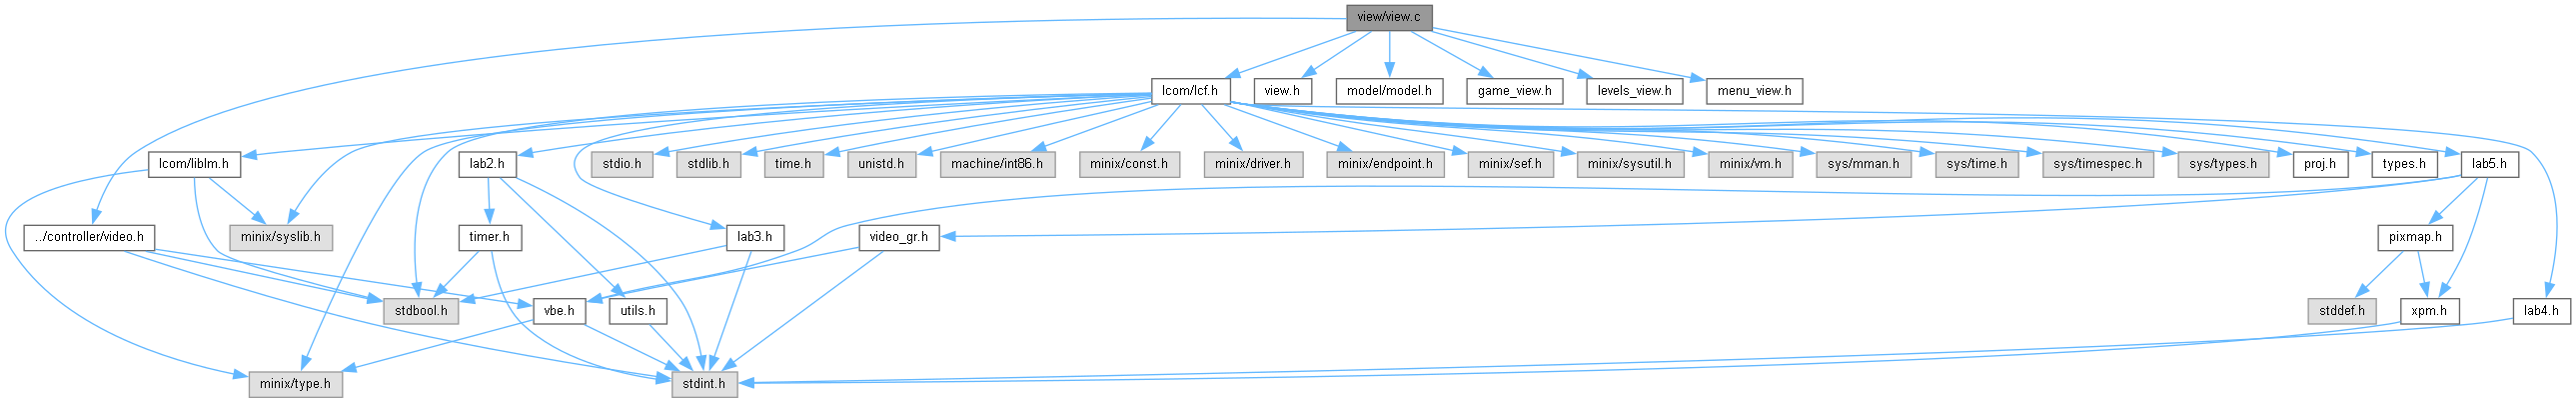 view/view.c
lcom/lcf.h
view.h
model/model.h
game_view.h
levels_view.h
menu_view.h
lcom/liblm.h
lab2.h
stdio.h
stdlib.h
time.h
unistd.h
machine/int86.h
minix/const.h
minix/driver.h
minix/endpoint.h
minix/sef.h
minix/sysutil.h
minix/vm.h
sys/mman.h
sys/time.h
sys/timespec.h
sys/types.h
proj.h
types.h
lab5.h
../controller/video.h
minix/syslib.h
timer.h
lab3.h
video_gr.h
pixmap.h
stdbool.h
vbe.h
utils.h
stddef.h
xpm.h
lab4.h
minix/type.h
stdint.h